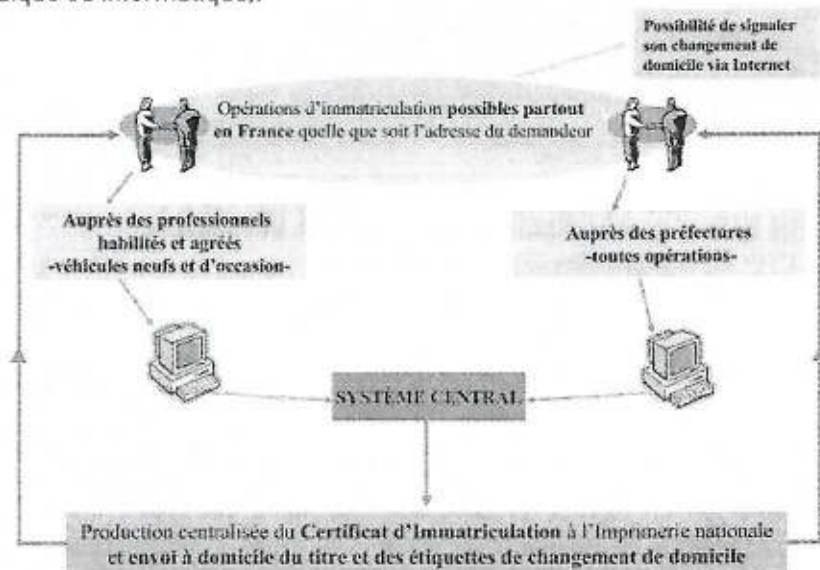 Possibilité de signaler
son changement de
domicile via Internet
Opérations d'immatriculation possibles partout
en France quelle que soit l'adresse du demandeur
Auprès des professionnels
habilités et agréés
-véhicules neufs et d'occasion-
Auprès des préfectures
-toutes opérations-
SYSTÈME CENTRAL
Production centralisée du Certificat d'Immatriculation à l'Imprimerie nationale
et envoi à domicile du titre et des étiquettes de changement de domicile